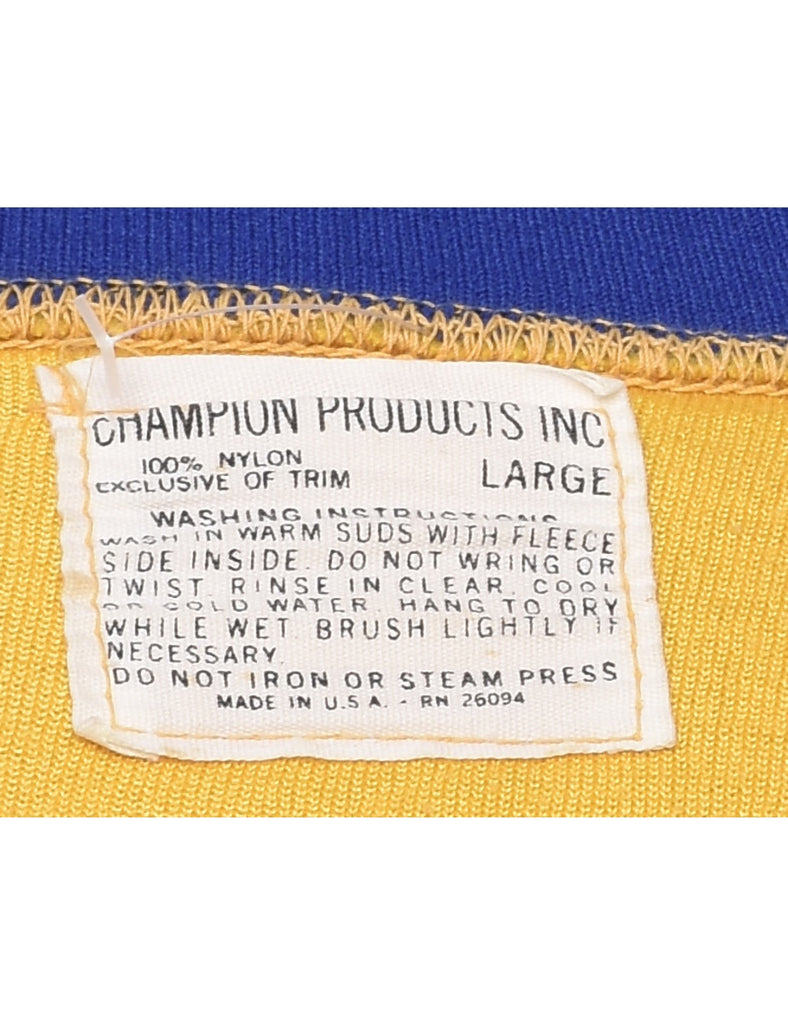 CHAMPION PRODUCTS INC
100% NYLON
EXCLUSIVE OF TRIM LARGE
WASHING INSTRUCTIONS
WASH IN WARM SUDS WITH FLEECE
SIDE INSIDE. DO NOT WRING OR
TWIST. RINSE IN CLEAR, COOL
OR COLD WATER. HANG TO DRY
WHILE WET. BRUSH LIGHTLY IF
NECESSARY.
DO NOT IRON OR STEAM PRESS
MADE IN U.S.A. - RN 26094